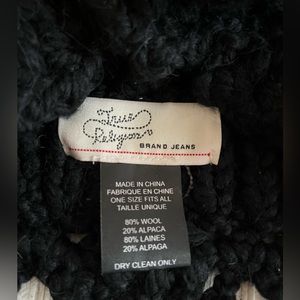 True
Religion
BRAND JEANS
MADE IN CHINA
FABRIQUE EN CHINE
ONE SIZE FITS ALL
TAILLE UNIQUE
80% WOOL
20% ALPACA
80% LAINES
20% ALPAGA
DRY CLEAN ONLY